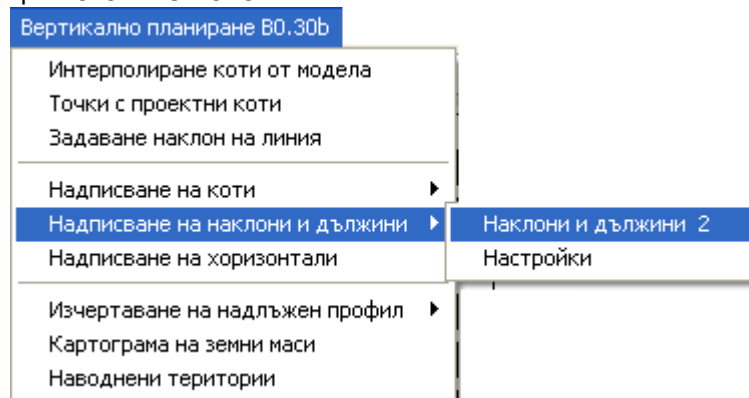 Вертикално планиране B0.30b
Интерполиране коти от модела
Точки с проектни коти
Задаване наклон на линия
Надписване на коти
Надписване на наклони и дължини
Наклони и дължини 2
Надписване на хоризонтали
Настройки
Изчертаване на надлъжен профил
Картограма на земни маси
Наводнени територии